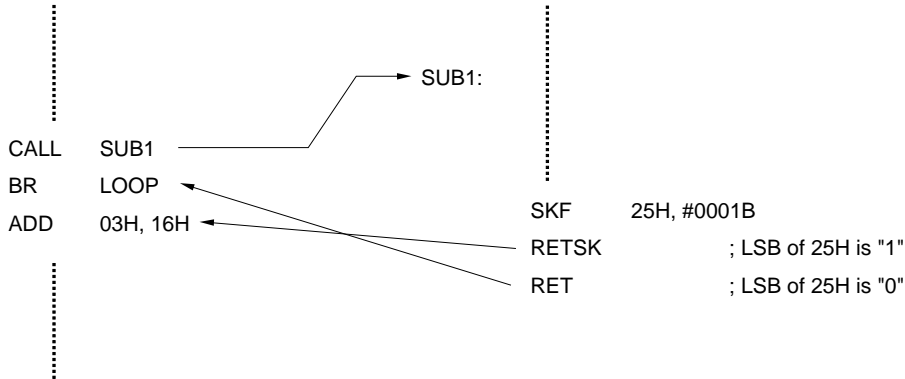 SUB1:
CALL SUB1
BR LOOP
ADD 03H, 16H
SKF 25H, #0001B
RETSK ; LSB of 25H is "1"
RET ; LSB of 25H is "0"